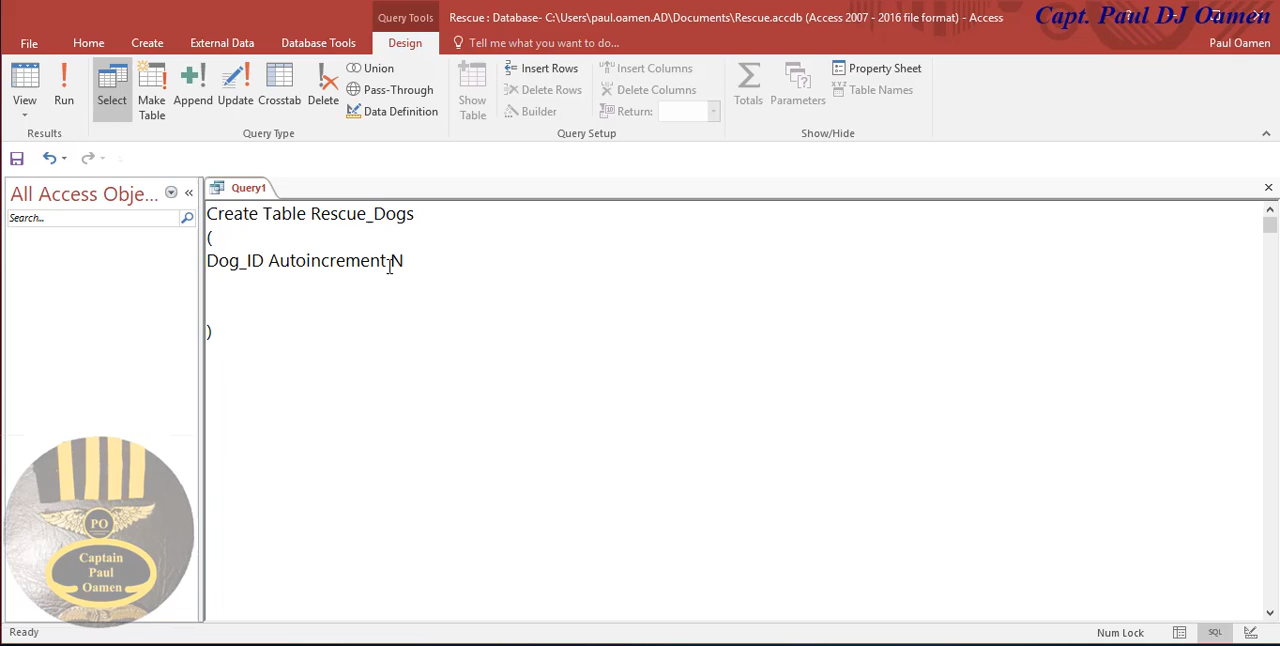 Query Tools
Rescue : Database- C:\Users\paul.oamen.AD\Documents\Rescue.accdb (Access 2007 - 2016 file format) - Access
Capt. Paul DJ Oamen
File Home Create External Data Database Tools Design Tell me what you want to do...
Paul Oamen
View
Run
Select
Make Table
Append
Update
Crosstab
Delete
Union
Pass-Through
Data Definition
Show Table
Insert Rows
Delete Rows
Builder
Insert Columns
Delete Columns
Return:
Totals
Parameters
Property Sheet
Table Names
Results
Query Type
Query Setup
Show/Hide
All Access Obje...
Search..
Query1
Create Table Rescue_Dogs
(
Dog_ID Autoincrement N
)
PO
Captain
Paul
Oamen
Ready
Num Lock
SQL